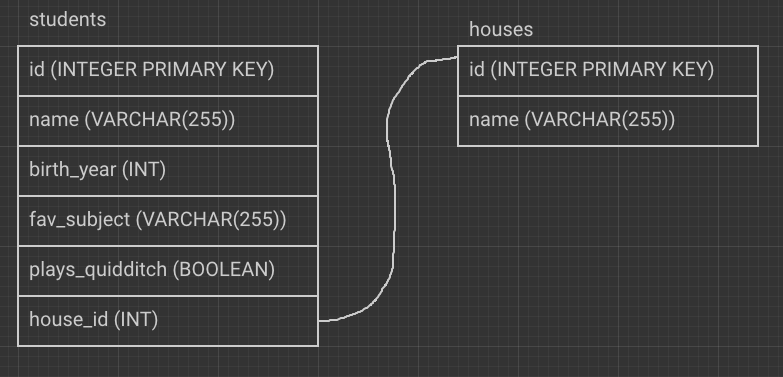 students
id (INTEGER PRIMARY KEY)
name (VARCHAR(255))
birth_year (INT)
fav_subject (VARCHAR(255))
plays_quidditch (BOOLEAN)
house_id (INT)
houses
id (INTEGER PRIMARY KEY)
name (VARCHAR(255))